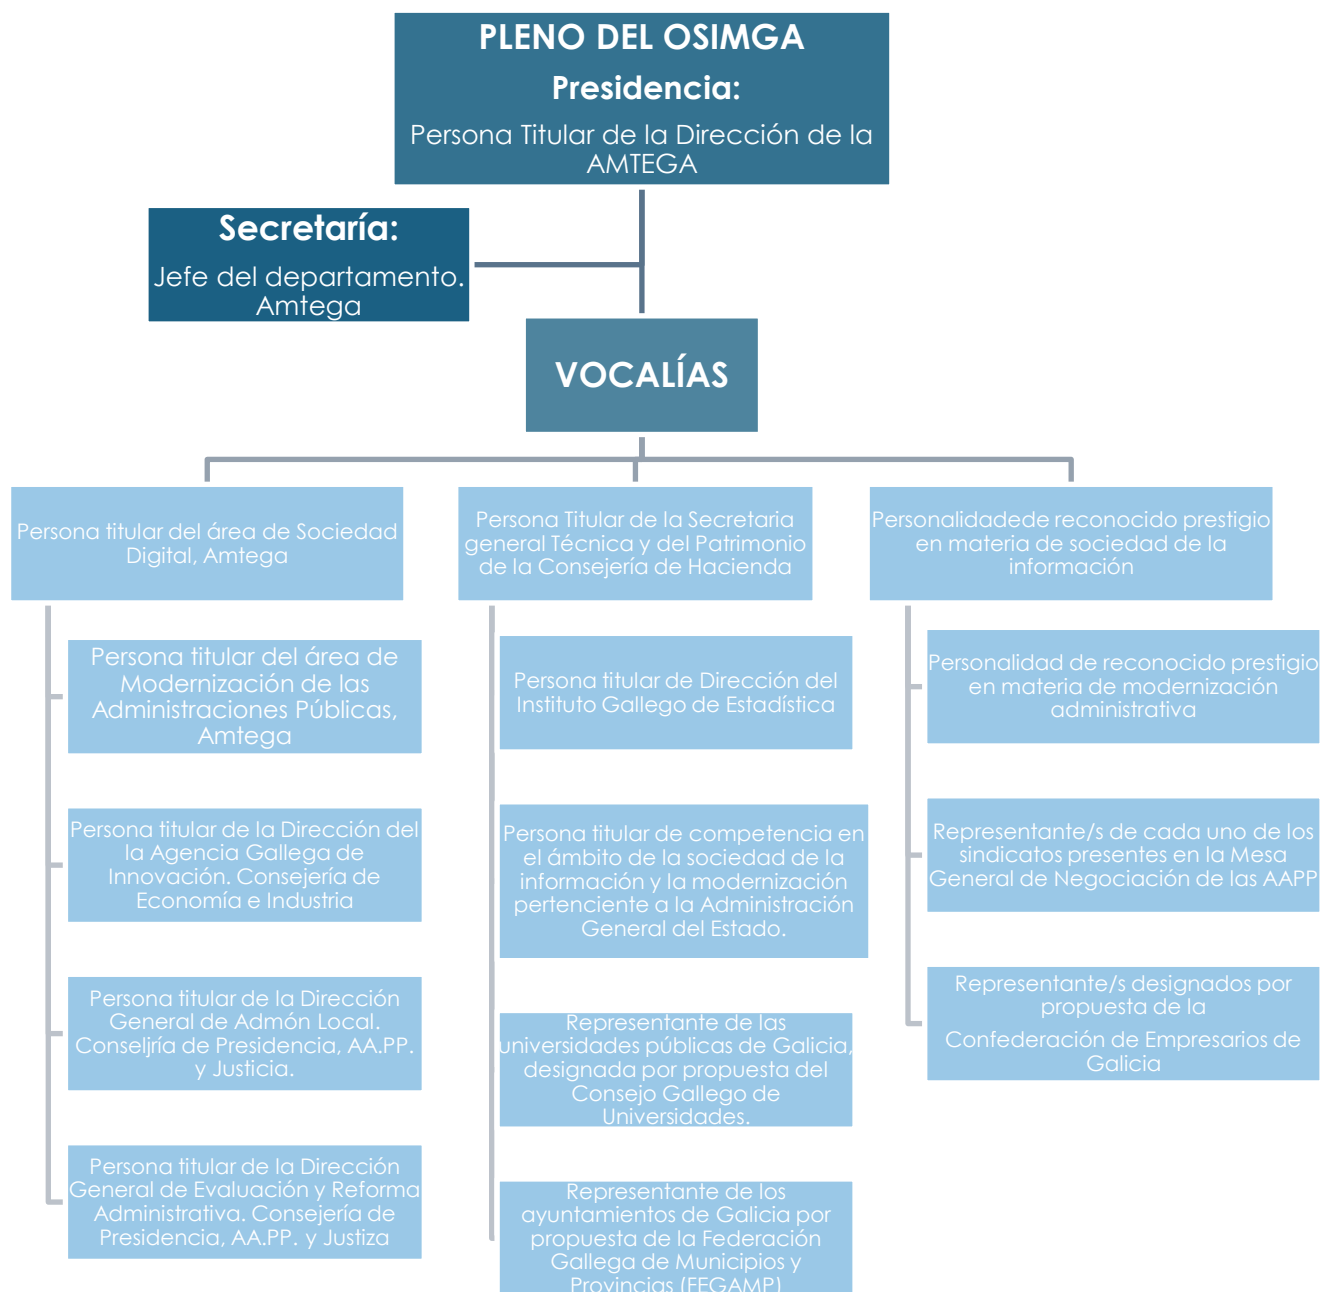 PLENO DEL OSIMGA
Presidencia:
Persona Titular de la Dirección de la
AMTEGA
Secretaría:
Jefe del departamento.
Amtega
VOCALÍAS
Persona titular del área de Sociedad
Digital, Amtega
Persona titular del área de
Modernización de las
Administraciones Públicas,
Amtega
Persona titular de la Dirección del
la Agencia Gallega de
Innovación. Consejería de
Economía e Industria
Persona titular de la Dirección
General de Admón Local.
Conseljría de Presidencia, AA.PP.
y Justicia.
Persona titular de la Dirección
General de Evaluación y Reforma
Administrativa. Consejería de
Presidencia, AA.PP. y Justiza
Persona Titular de la Secretaria
general Técnica y del Patrimonio
de la Consejería de Hacienda
Persona titular de Dirección del
Instituto Gallego de Estadística
Persona titular de competencia en
el ámbito de la sociedad de la
información y la modernización
pertenciente a la Administración
General del Estado.
Representante de las
universidades públicas de Galicia,
designada por propuesta del
Consejo Gallego de
Universidades.
Representante de los
ayuntamientos de Galicia por
propuesta de la Federación
Gallega de Municipios y
Provincias (FEGAMP)
Personalidadede reconocido prestigio
en materia de sociedad de la
información
Personalidad de reconocido prestigio
en materia de modernización
administrativa
Representante/s de cada uno de los
sindicatos presentes en la Mesa
General de Negociación de las AAPP
Representante/s designados por
propuesta de la
Confederación de Empresarios de
Galicia